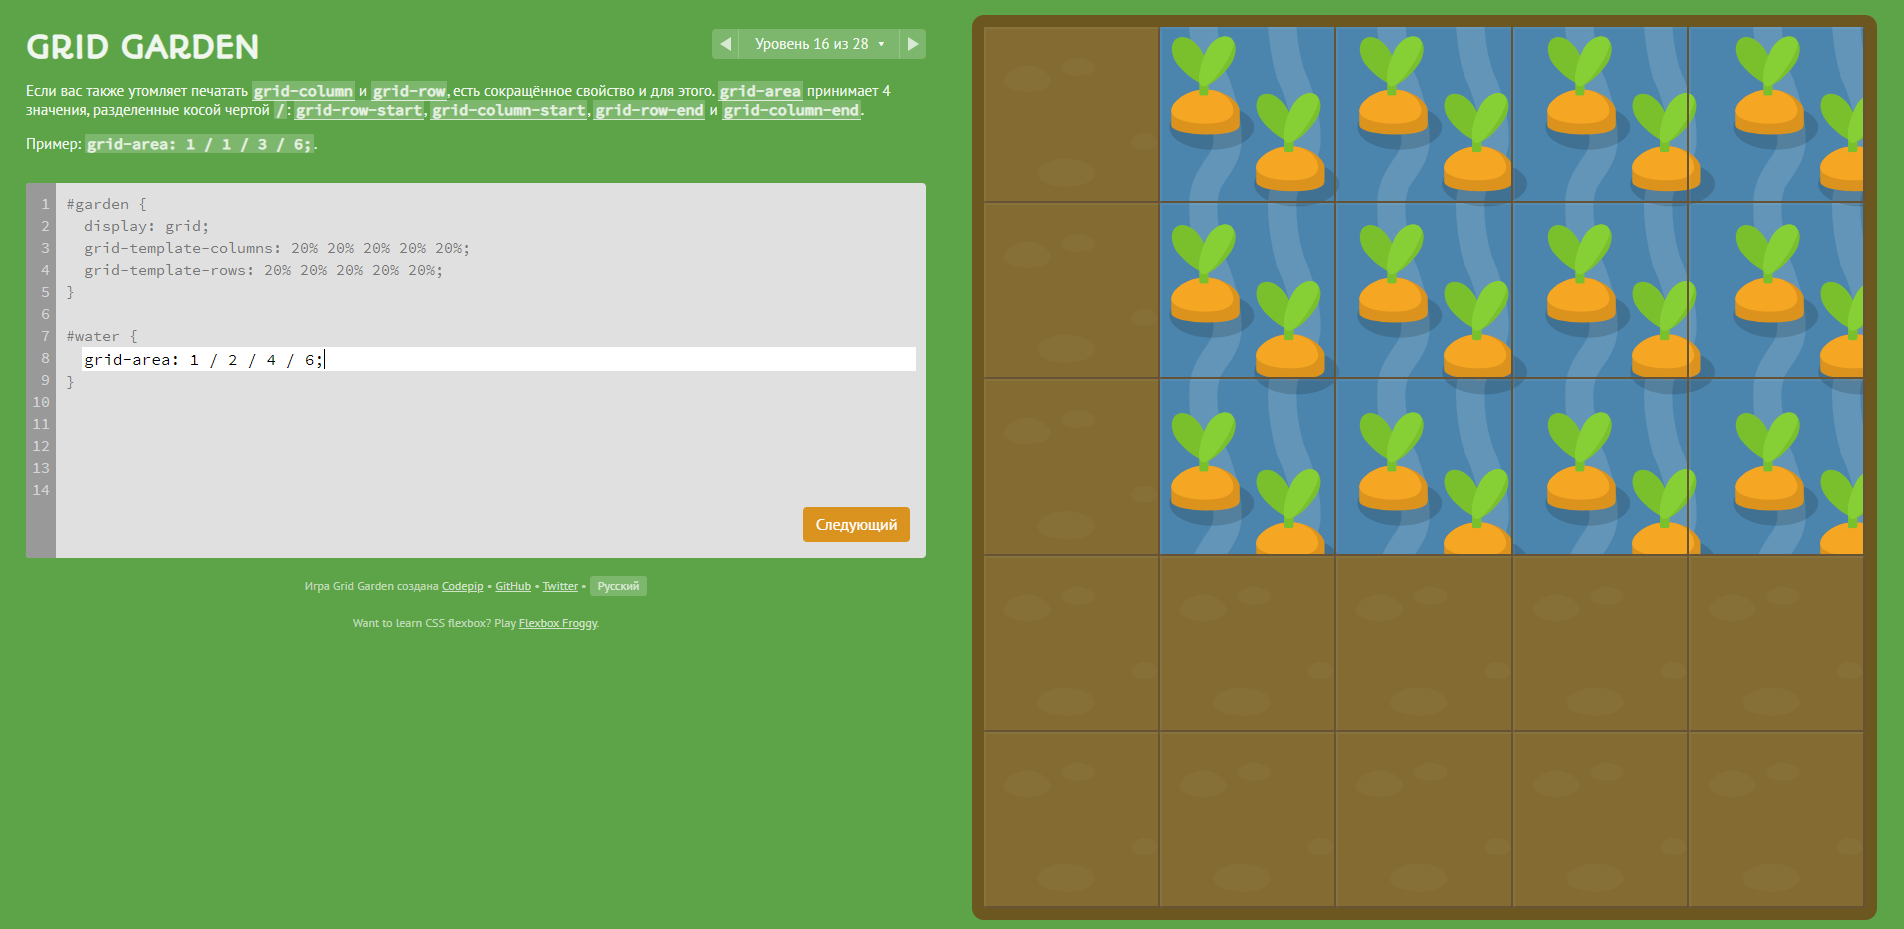 GRID GARDEN
Уровень 16 из 28
Если вас также утомляет печатать grid-column и grid-row, есть сокращённое свойство и для этого. grid-area принимает 4
значения, разделенные косой чертой /: grid-row-start, grid-column-start, grid-row-end и grid-column-end.
Пример: grid-area: 1 / 1 / 3 / 6;.
1 #garden {
2 display: grid;
3 grid-template-columns: 20% 20% 20% 20% 20%;
4 grid-template-rows: 20% 20% 20% 20% 20%;
5 }
6
7 #water {
8 grid-area: 1 / 2 / 4 / 6;
9 }
10
11
12
13
14
Следующий
Игра Grid Garden создана Codepip • GitHub • Twitter • Русский
Want to learn CSS flexbox? Play Flexbox Froggy.